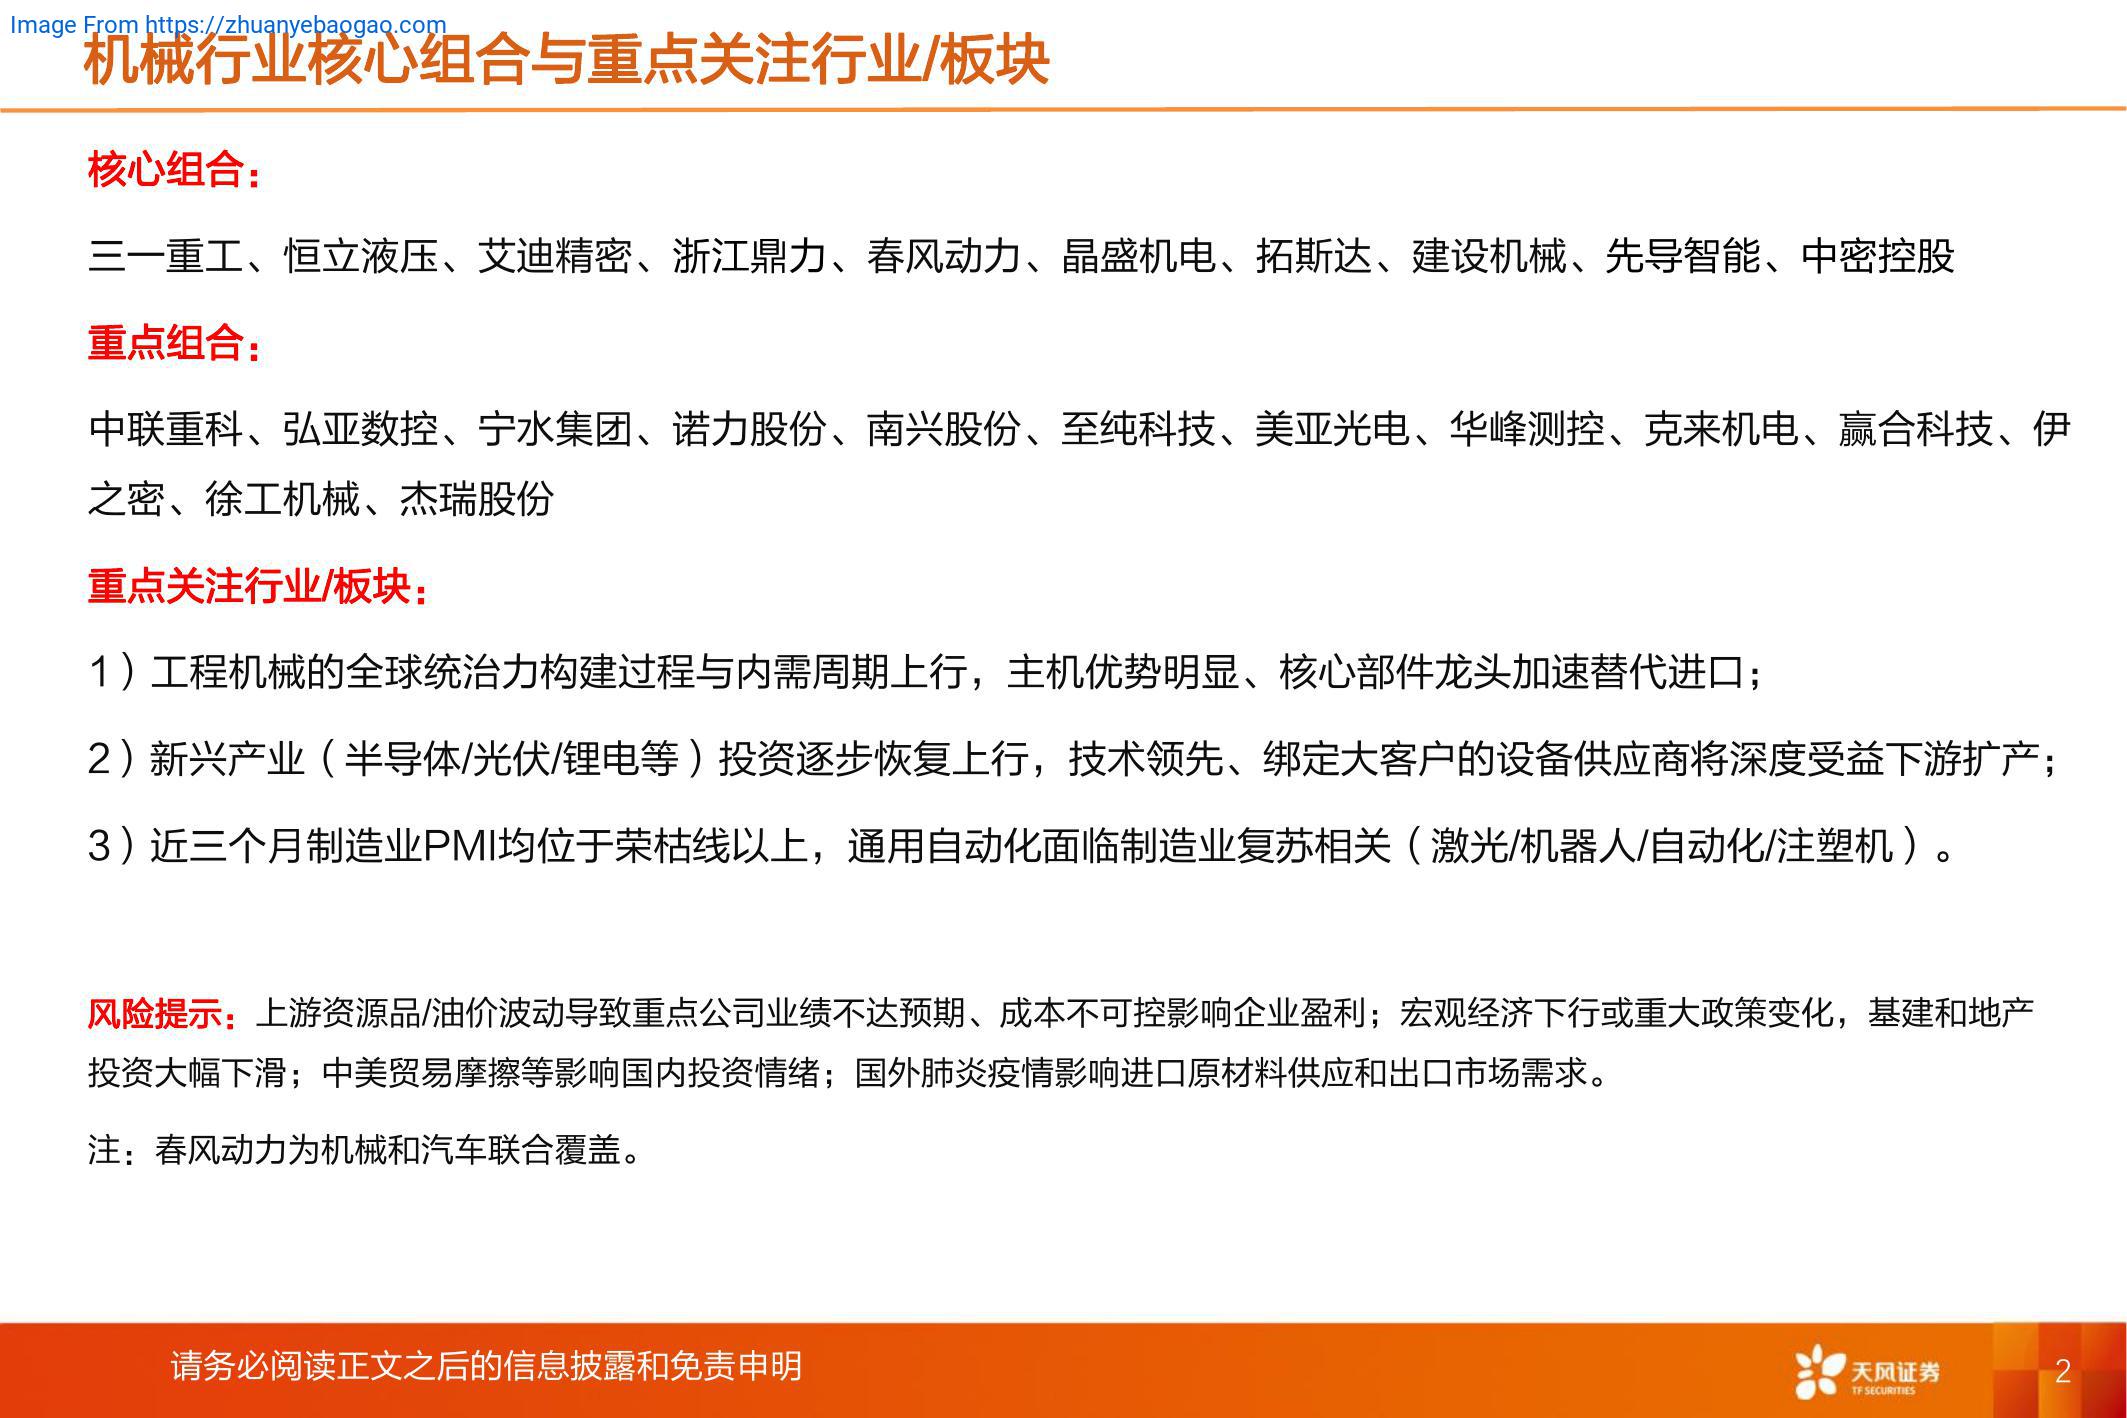 Image From https://zhuanyebaogao.com
机械行业核心组合与重点关注行业/板块
核心组合：
三一重工、恒立液压、艾迪精密、浙江鼎力、春风动力、晶盛机电、拓斯达、建设机械、先导智能、中密控股
重点组合：
中联重科、弘亚数控、宁水集团、诺力股份、南兴股份、至纯科技、美亚光电、华峰测控、克来机电、赢合科技、伊
之密、徐工机械、杰瑞股份
重点关注行业/板块：
1）工程机械的全球统治力构建过程与内需周期上行，主机优势明显、核心部件龙头加速替代进口；
2）新兴产业（半导体/光伏/锂电等）投资逐步恢复上行，技术领先、绑定大客户的设备供应商将深度受益下游扩产；
3）近三个月制造业PMI均位于荣枯线以上，通用自动化面临制造业复苏相关（激光/机器人/自动化/注塑机）。
风险提示：上游资源品/油价波动导致重点公司业绩不达预期、成本不可控影响企业盈利；宏观经济下行或重大政策变化，基建和地产
投资大幅下滑；中美贸易摩擦等影响国内投资情绪；国外肺炎疫情影响进口原材料供应和出口市场需求。
注：春风动力为机械和汽车联合覆盖。
请务必阅读正文之后的信息披露和免责申明
天风证券
TF SECURITIES
2